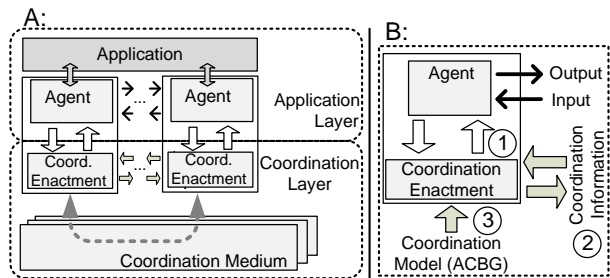 A:
Application
Agent
...
Agent
Application
Layer
Coord.
Enactment
...
Coord.
Enactment
Coordination
Layer
Coordination Medium
B:
Agent
Output
Input
1
Coordination
Enactment
Coordination
Information
2
3
Coordination
Model (ACBG)